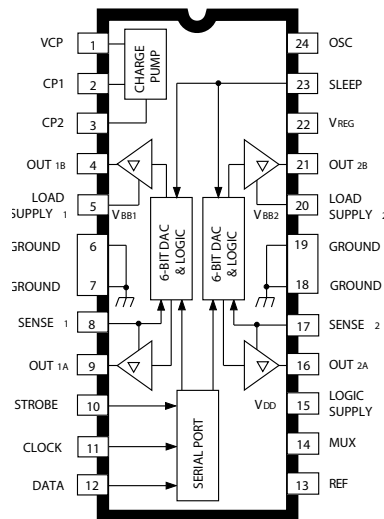 VCP 1 24 OSC
CP1 2 23 SLEEP
CP2 3 22 VREG
CHARGE PUMP
OUT 1B 4 21 OUT 2B
LOAD SUPPLY 1 5 VBB1 VBB2 20 LOAD SUPPLY 2
6-BIT DAC & LOGIC
6-BIT DAC & LOGIC
GROUND 6 19 GROUND
GROUND 7 18 GROUND
SENSE 1 8 17 SENSE 2
OUT 1A 9 16 OUT 2A
STROBE 10 VDD 15 LOGIC SUPPLY
CLOCK 11 14 MUX
DATA 12 13 REF
SERIAL PORT